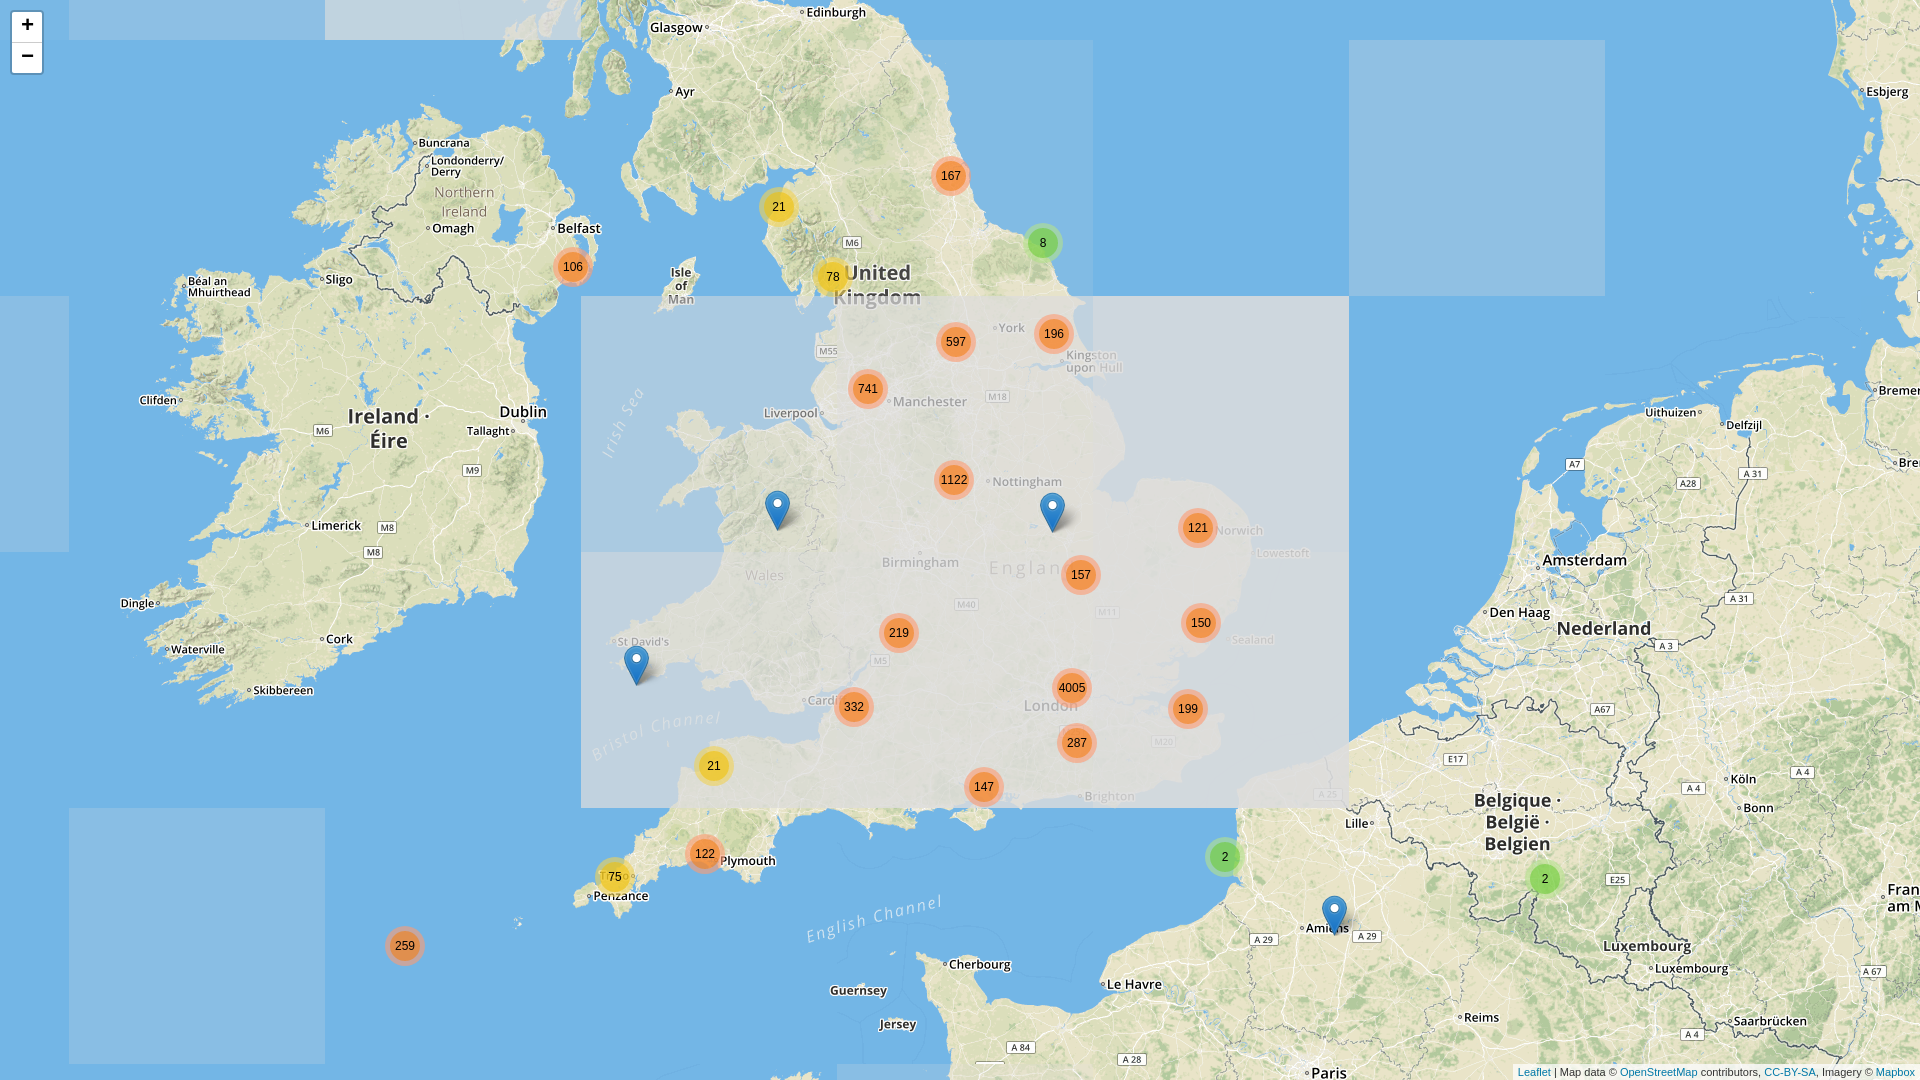 +
−
Edinburgh
Glasgow
Ayr
Esbjerg
Buncrana
Londonderry/
Derry
Northern
Ireland
Omagh
Belfast
167
21
8
M6
106
78
United
Kingdom
Isle
of
Man
Sligo
Béal an
Mhuirthead
597
York
196
Kingston
upon Hull
M55
741
Manchester
M18
Liverpool
Irish Sea
Clifden
Ireland ·
Éire
M6
Dublin
Tallaght
M9
Uithuizen
Delfzijl
A7
A 31
A28
1122
Nottingham
121
Norwich
Lowestoft
Limerick
M8
M8
Birmingham
Englan
157
Wales
M40
M11
150
Sealand
219
M5
St David's
Amsterdam
Den Haag
A 31
Nederland
A 3
Dingle
Cork
Waterville
Skibbereen
Cardi
332
4005
London
199
287
M20
Bristol Channel
21
147
Brighton
A 25
A67
E17
Köln
A 4
A 4
Bonn
Belgique ·
België ·
Belgien
Lille
122
Plymouth
75
Penzance
2
2
E25
259
English Channel
Amiens
A 29
A 29
Luxembourg
Luxembourg
A 67
Cherbourg
Guernsey
Le Havre
Jersey
Reims
Saarbrücken
A 4
A 84
A 28
Paris
Leaflet | Map data © OpenStreetMap contributors, CC-BY-SA, Imagery © Mapbox